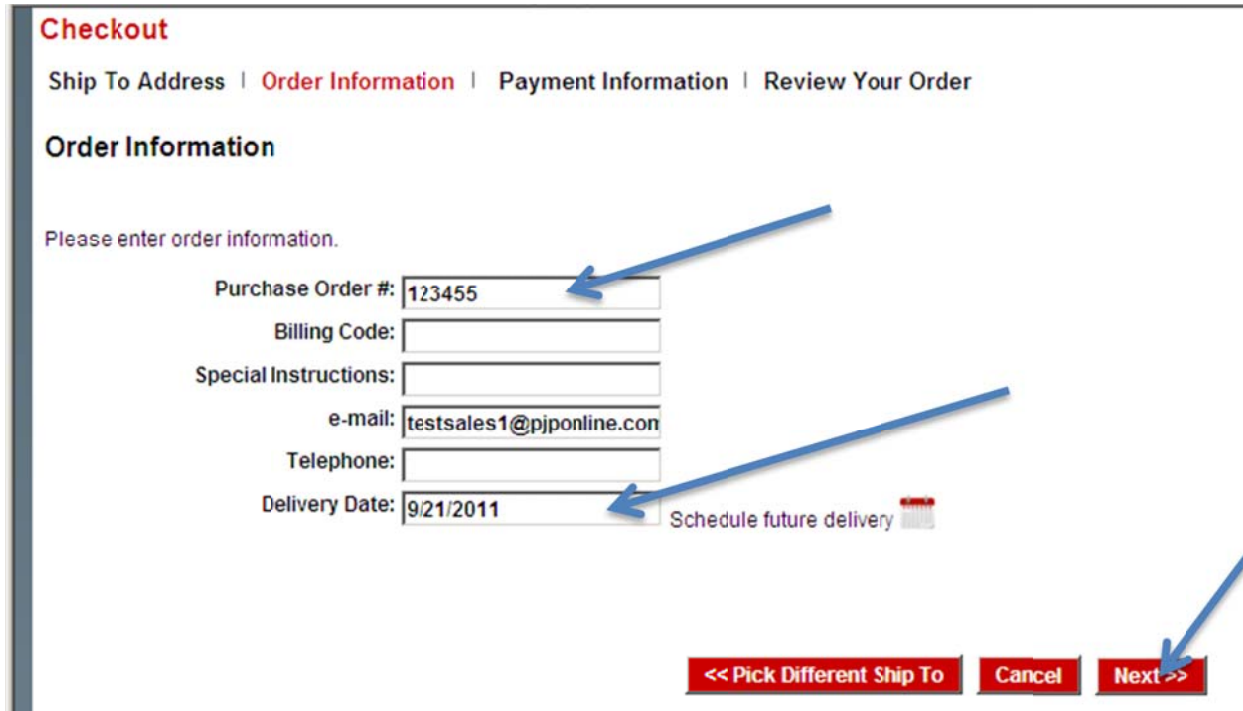 Checkout
Ship To Address | Order Information | Payment Information | Review Your Order
Order Information
Please enter order information.
Purchase Order #: 123455
Billing Code:
Special Instructions:
e-mail: testsales1@pjponline.com
Telephone:
Delivery Date: 9/21/2011 Schedule future delivery
<< Pick Different Ship To Cancel Next >>